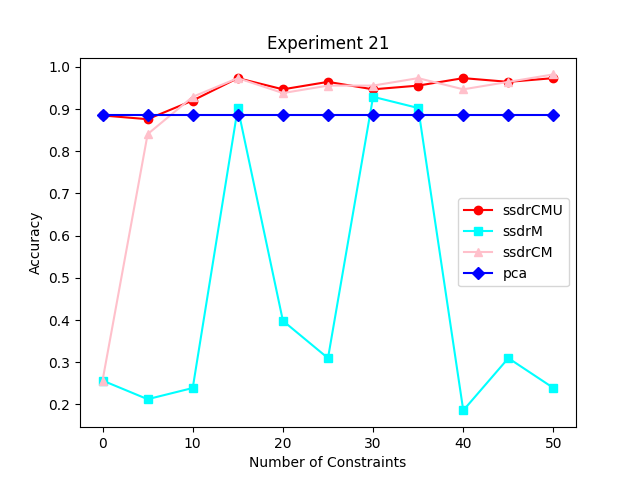 Experiment 21
Accuracy
1.0
0.9
0.8
0.7
0.6
0.5
0.4
0.3
0.2
ssdrCMU
ssdrM
ssdrCM
pca
0 10 20 30 40 50
Number of Constraints